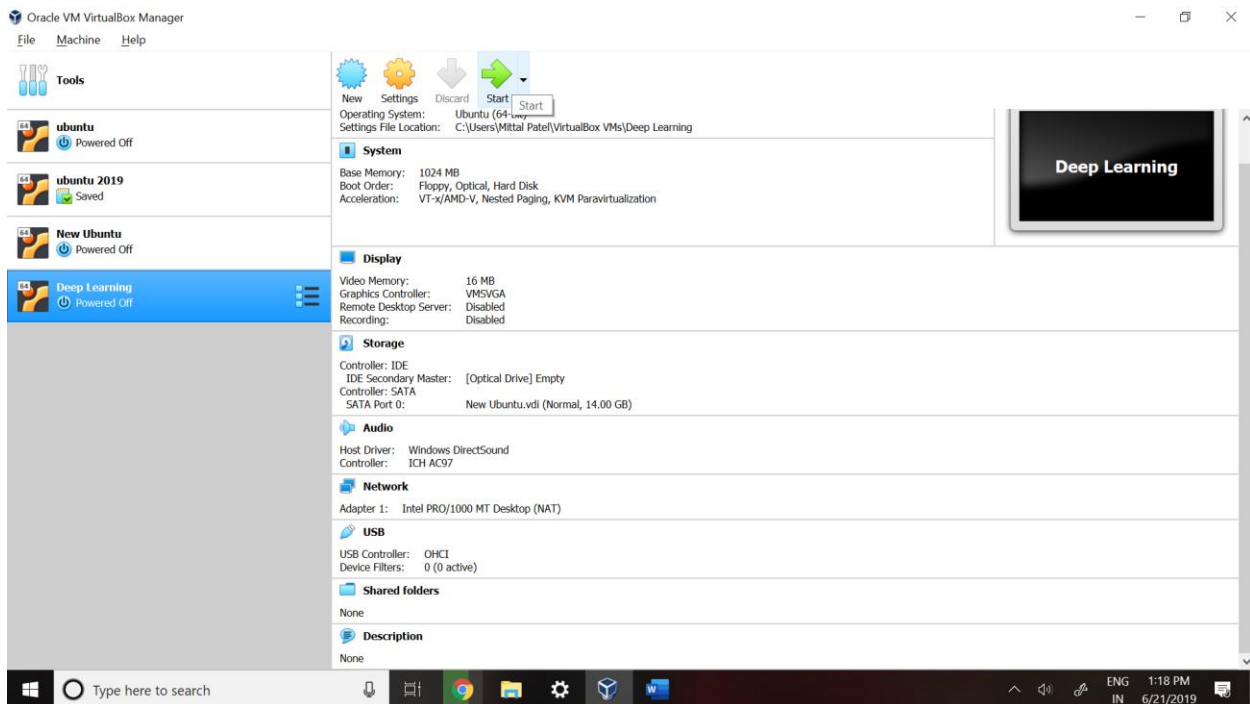 Oracle VM VirtualBox Manager
File Machine Help
Tools
64 ubuntu
Powered Off
64 ubuntu 2019
Saved
64 New Ubuntu
Powered Off
64 Deep Learning
Powered Off
New Settings Discard Start
Start
Operating System: Ubuntu (64-bit)
Settings File Location: C:\Users\Mittal Patel\VirtualBox VMs\Deep Learning
System
Base Memory: 1024 MB
Boot Order: Floppy, Optical, Hard Disk
Acceleration: VT-x/AMD-V, Nested Paging, KVM Paravirtualization
Deep Learning
Display
Video Memory: 16 MB
Graphics Controller: VMSVGA
Remote Desktop Server: Disabled
Recording: Disabled
Storage
Controller: IDE
IDE Secondary Master: [Optical Drive] Empty
Controller: SATA
SATA Port 0: New Ubuntu.vdi (Normal, 14.00 GB)
Audio
Host Driver: Windows DirectSound
Controller: ICH AC97
Network
Adapter 1: Intel PRO/1000 MT Desktop (NAT)
USB
USB Controller: OHCI
Device Filters: 0 (0 active)
Shared folders
None
Description
None
Type here to search
W
ENG 1:18 PM
IN 6/21/2019